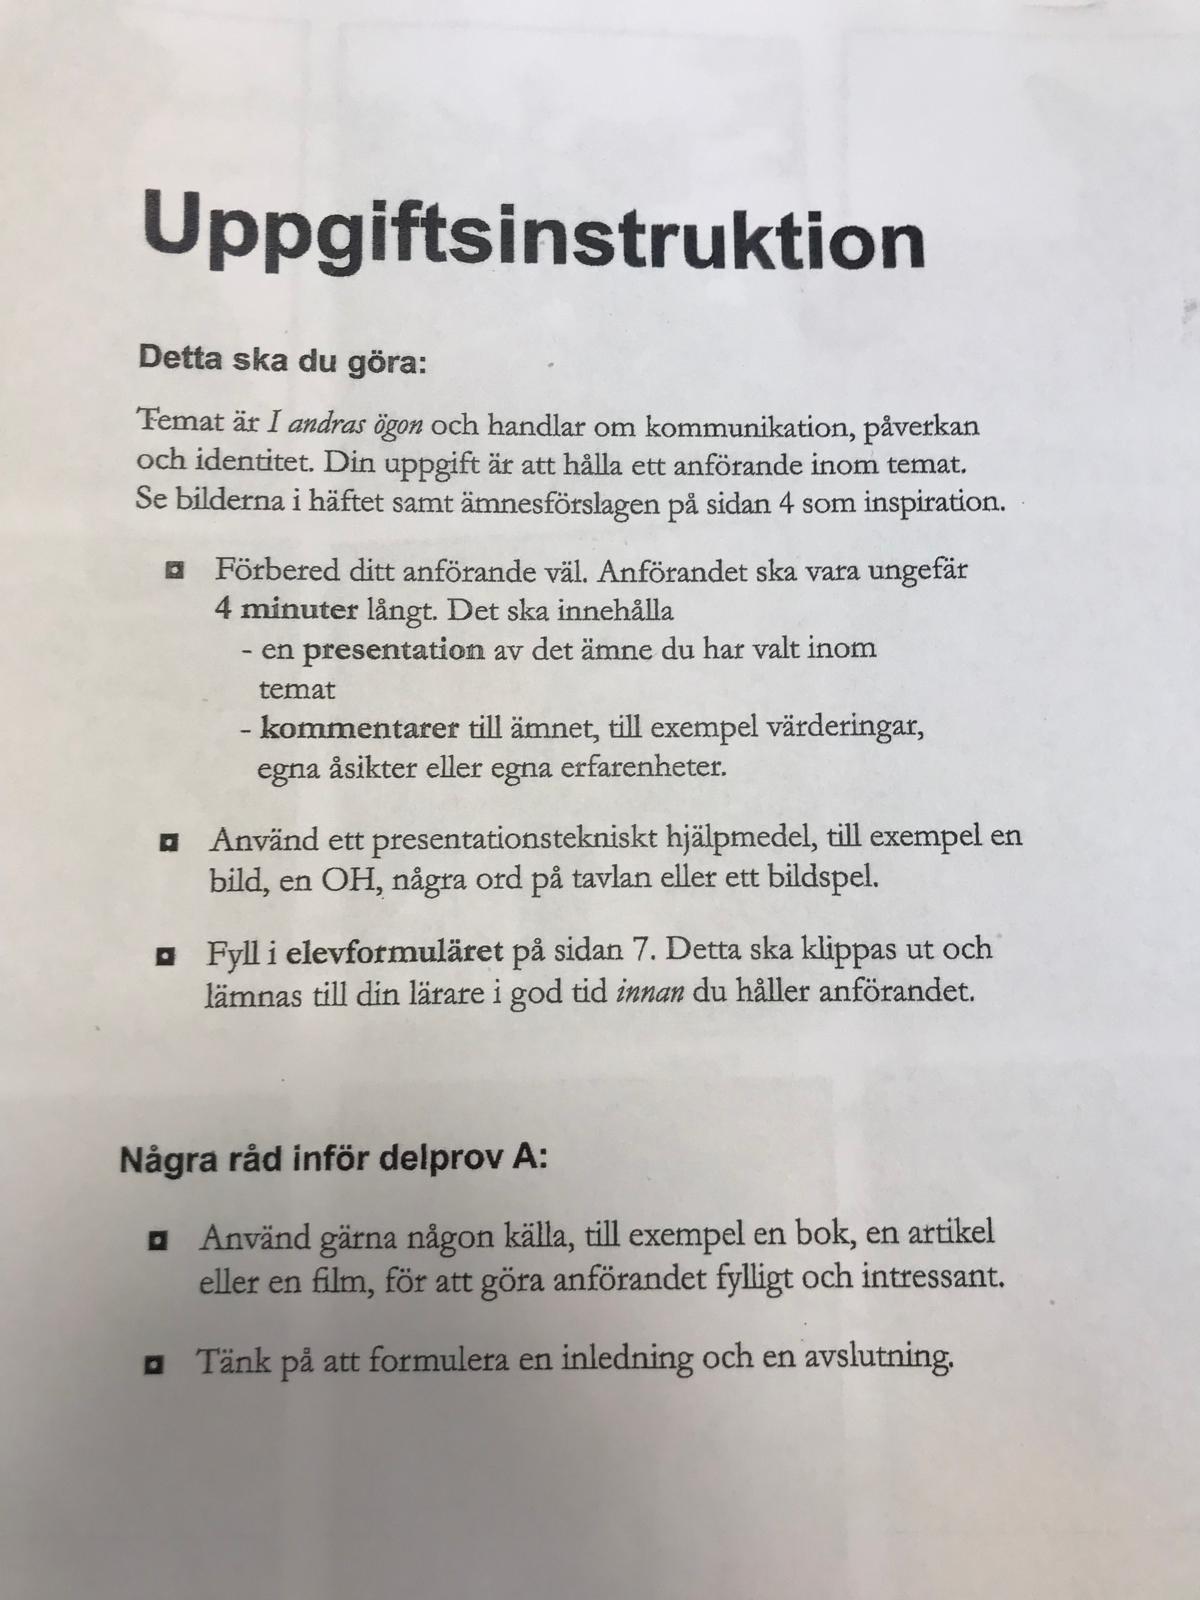 Uppgiftsinstruktion
Detta ska du göra:
Temat är I andras ögon och handlar om kommunikation, påverkan
och identitet. Din uppgift är att hålla ett anförande inom temat.
Se bilderna i häftet samt ämnesförslagen på sidan 4 som inspiration.
Förbered ditt anförande väl. Anförandet ska vara ungefär
4 minuter långt. Det ska innehålla
- en presentation av det ämne du har valt inom
temat
- kommentarer till ämnet, till exempel värderingar,
egna åsikter eller egna erfarenheter.
Använd ett presentationstekniskt hjälpmedel, till exempel en
bild, en OH, några ord på tavlan eller ett bildspel.
Fyll i elevformuläret på sidan 7. Detta ska klippas ut och
lämnas till din lärare i god tid innan du håller anförandet.
Några råd inför delprov A:
Använd gärna någon källa, till exempel en bok, en artikel
eller en film, för att göra anförandet fylligt och intressant.
Tänk på att formulera en inledning och en avslutning.